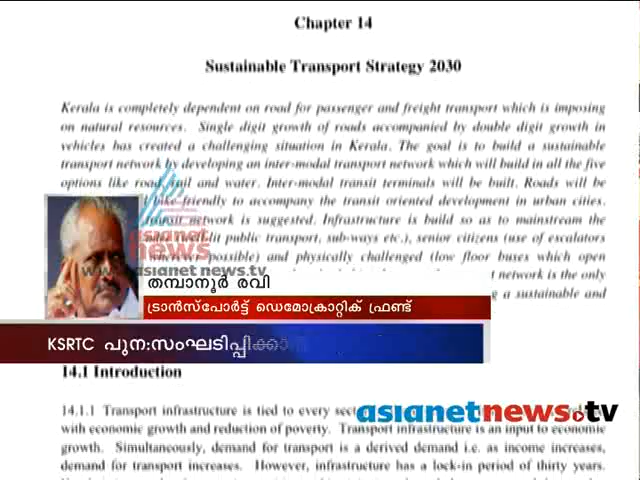 Chapter 14
Sustainable Transport Strategy 2030
Kerala is completely dependent on road for passenger and freight transport which is imposing
on natural resources. Single digit growth of roads accompanied by double digit growth in
vehicles has created a challenging situation in Kerala. The goal is to build a sustainable
transport network by developing an inter-modal transport network which will build in all the five
options like road, rail and water. Inter-modal transit terminals will be built. Roads will be
bike friendly to accompany the transit oriented development in urban cities.
transit network is suggested. Infrastructure is build so as to mainstream the
public transport, sub-ways etc.), senior citizens (use of escalators
wherever possible) and physically challenged (low floor buses which open
network is the only
g a sustainable and
asianet
news
www.asianetnews.tv
തമ്പാനൂർ രവി
ട്രാൻസ്പോർട്ട് ഡെമോക്രാറ്റിക് ഫ്രണ്ട്
KSRTC പുന:സംഘടിപ്പിക്കാ
14.1 Introduction
14.1.1 Transport infrastructure is tied to every sect
with economic growth and reduction of poverty. Transport infrastructure is an input to economic
growth. Simultaneously, demand for transport is a derived demand i.e. as income increases,
demand for transport increases. However, infrastructure has a lock-in period of thirty years.
asianetnews.tv